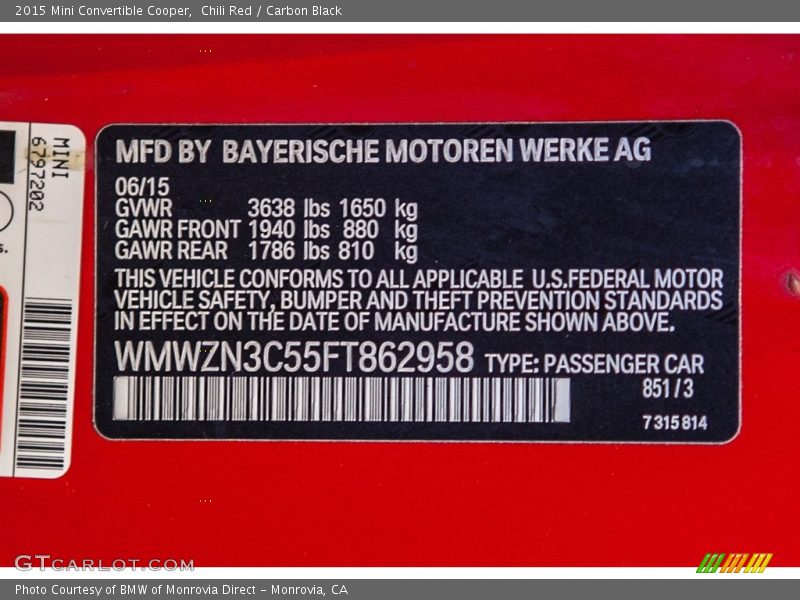 2015 Mini Convertible Cooper,  Chili Red / Carbon Black
MINI
6797202
s.
MFD BY BAYERISCHE MOTOREN WERKE AG
06/15
GVWR 3638 lbs 1650 kg
GAWR FRONT 1940 lbs 880 kg
GAWR REAR 1786 lbs 810 kg
THIS VEHICLE CONFORMS TO ALL APPLICABLE U.S.FEDERAL MOTOR
VEHICLE SAFETY, BUMPER AND THEFT PREVENTION STANDARDS
IN EFFECT ON THE DATE OF MANUFACTURE SHOWN ABOVE.
WMWZN3C55FT862958 TYPE: PASSENGER CAR
851/3
7315814
GTCARLOT.COM
Photo Courtesy of BMW of Monrovia Direct – Monrovia, CA